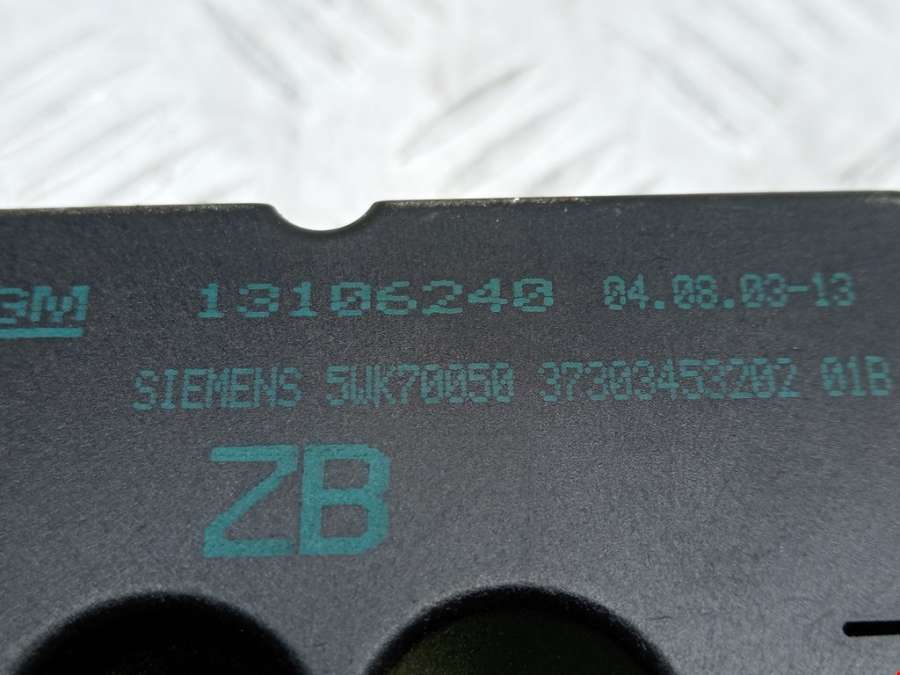 GM 13106240 04.08.03-13
SIEMENS 5WK70050 37303453202 01B
ZB